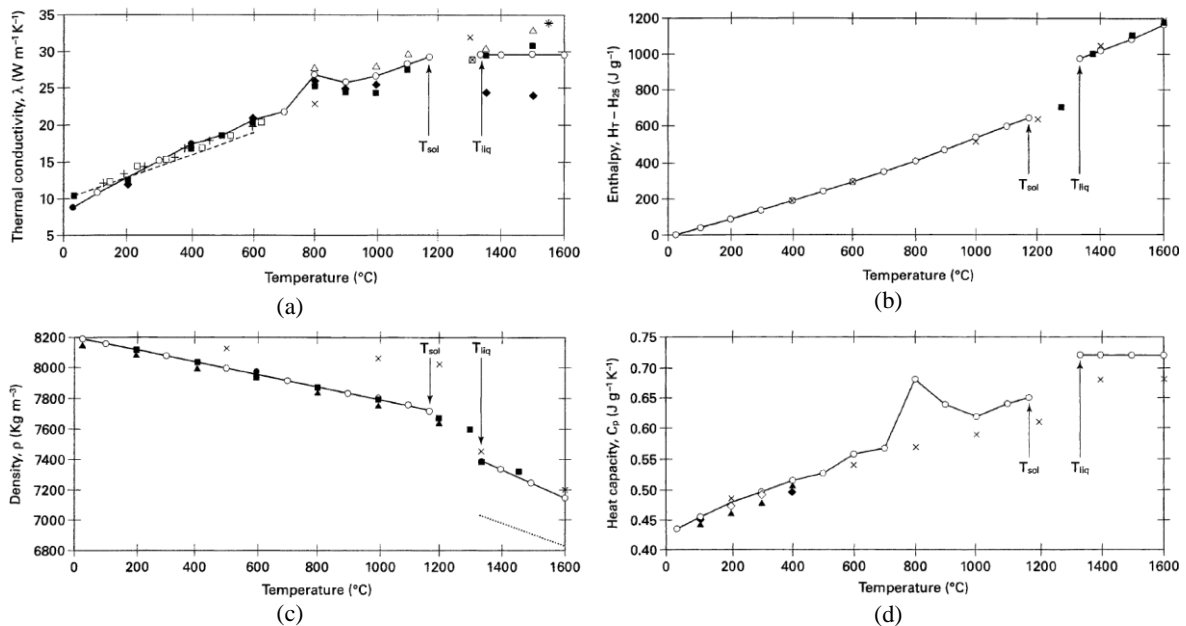 (a)
Thermal conductivity, λ (W m⁻¹ K⁻¹)
35
30
25
20
15
10
5
0 200 400 600 800 1000 1200 1400 1600
T_sol
T_liq
Temperature (°C)
(b)
Enthalpy, H_T – H_25 (J g⁻¹)
1200
1000
800
600
400
200
0
0 200 400 600 800 1000 1200 1400 1600
T_sol
T_liq
Temperature (°C)
(c)
Density, ρ (Kg m⁻³)
8200
8000
7800
7600
7400
7200
7000
6800
0 200 400 600 800 1000 1200 1400 1600
T_sol
T_liq
Temperature (°C)
(d)
Heat capacity, C_p (J g⁻¹ K⁻¹)
0.75
0.70
0.65
0.60
0.55
0.50
0.45
0.40
0 200 400 600 800 1000 1200 1400 1600
T_sol
T_liq
Temperature (°C)